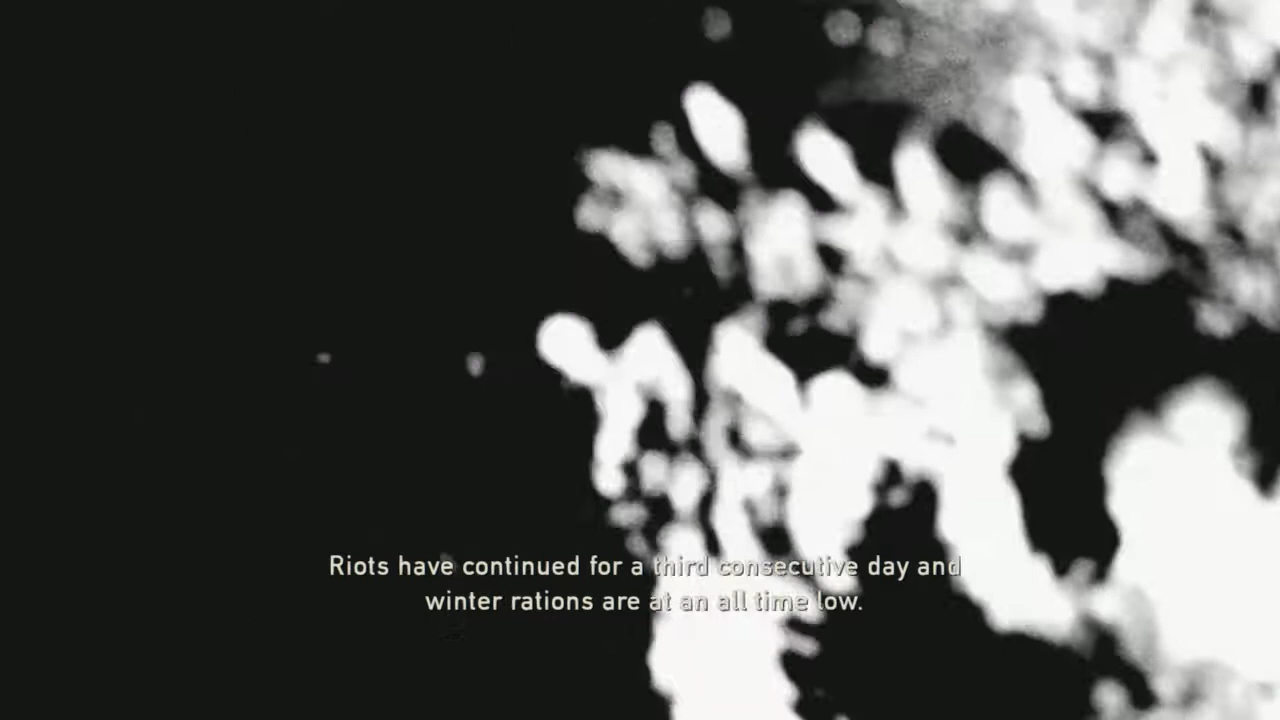 Riots have continued for a third consecutive day and
winter rations are at an all time low.